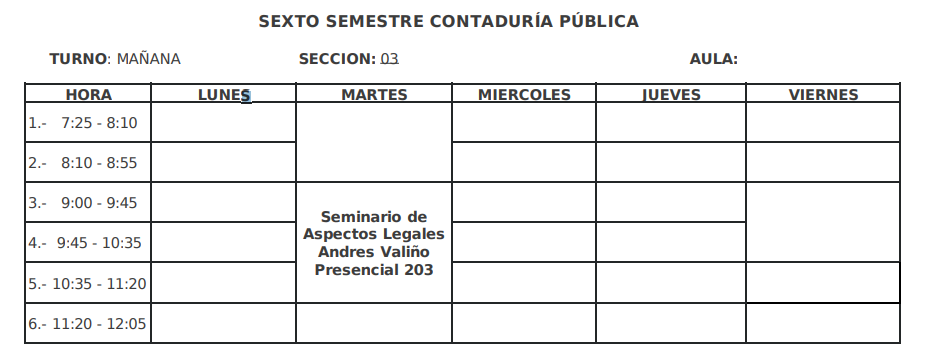 SEXTO SEMESTRE CONTADURÍA PÚBLICA
TURNO: MAÑANA SECCION: 03 AULA:
HORA LUNES MARTES MIERCOLES JUEVES VIERNES
1.- 7:25 - 8:10
2.- 8:10 - 8:55
3.- 9:00 - 9:45
Seminario de
Aspectos Legales
Andres Valiño
Presencial 203
4.- 9:45 - 10:35
5.- 10:35 - 11:20
6.- 11:20 - 12:05